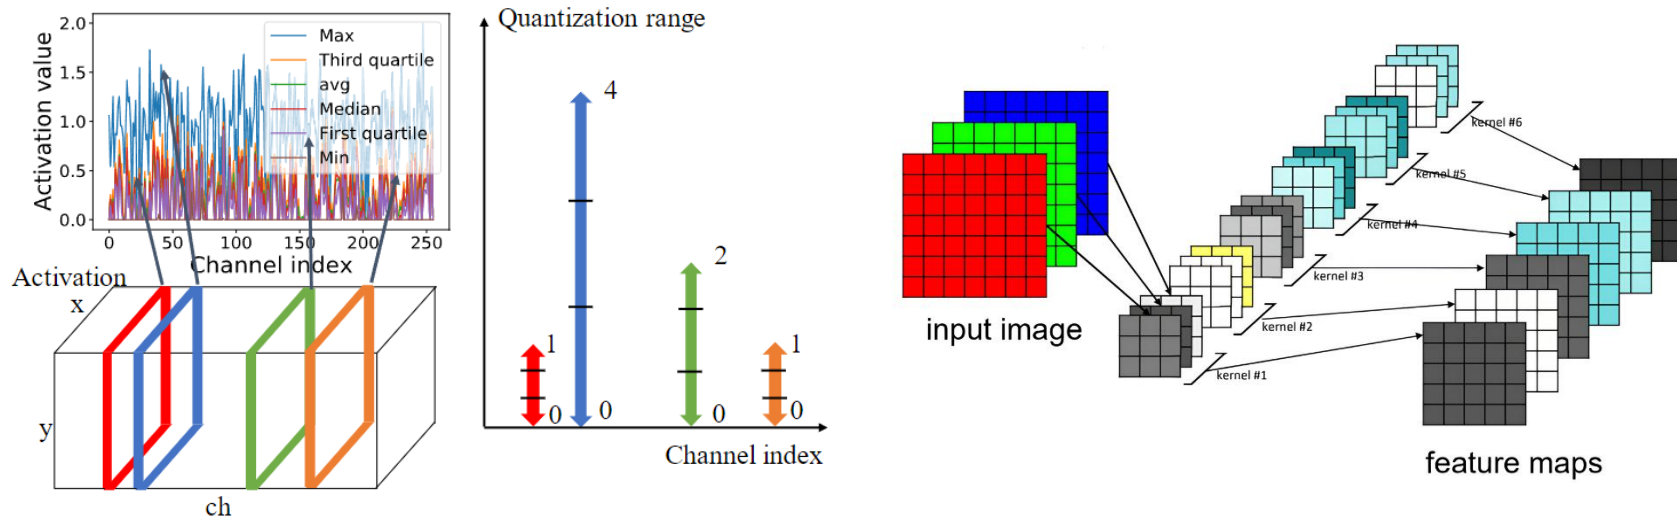 2.0
1.5
1.0
0.5
0.0
Activation value
Max
Third quartile
avg
Median
First quartile
Min
0 50 100 150 200 250
Channel index
Activation
x
y
ch
Quantization range
4
2
1
1
0
0
0
0
Channel index
input image
kernel #6
kernel #5
kernel #4
kernel #3
kernel #2
kernel #1
feature maps